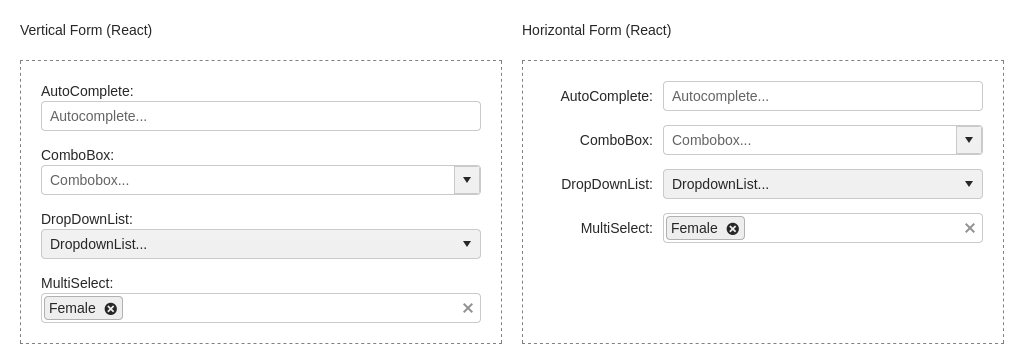 Vertical Form (React)
AutoComplete:
Autocomplete...
ComboBox:
Combobox...
DropDownList:
DropdownList...
MultiSelect:
Female
Horizontal Form (React)
AutoComplete: Autocomplete...
ComboBox: Combobox...
DropDownList: DropdownList...
MultiSelect: Female